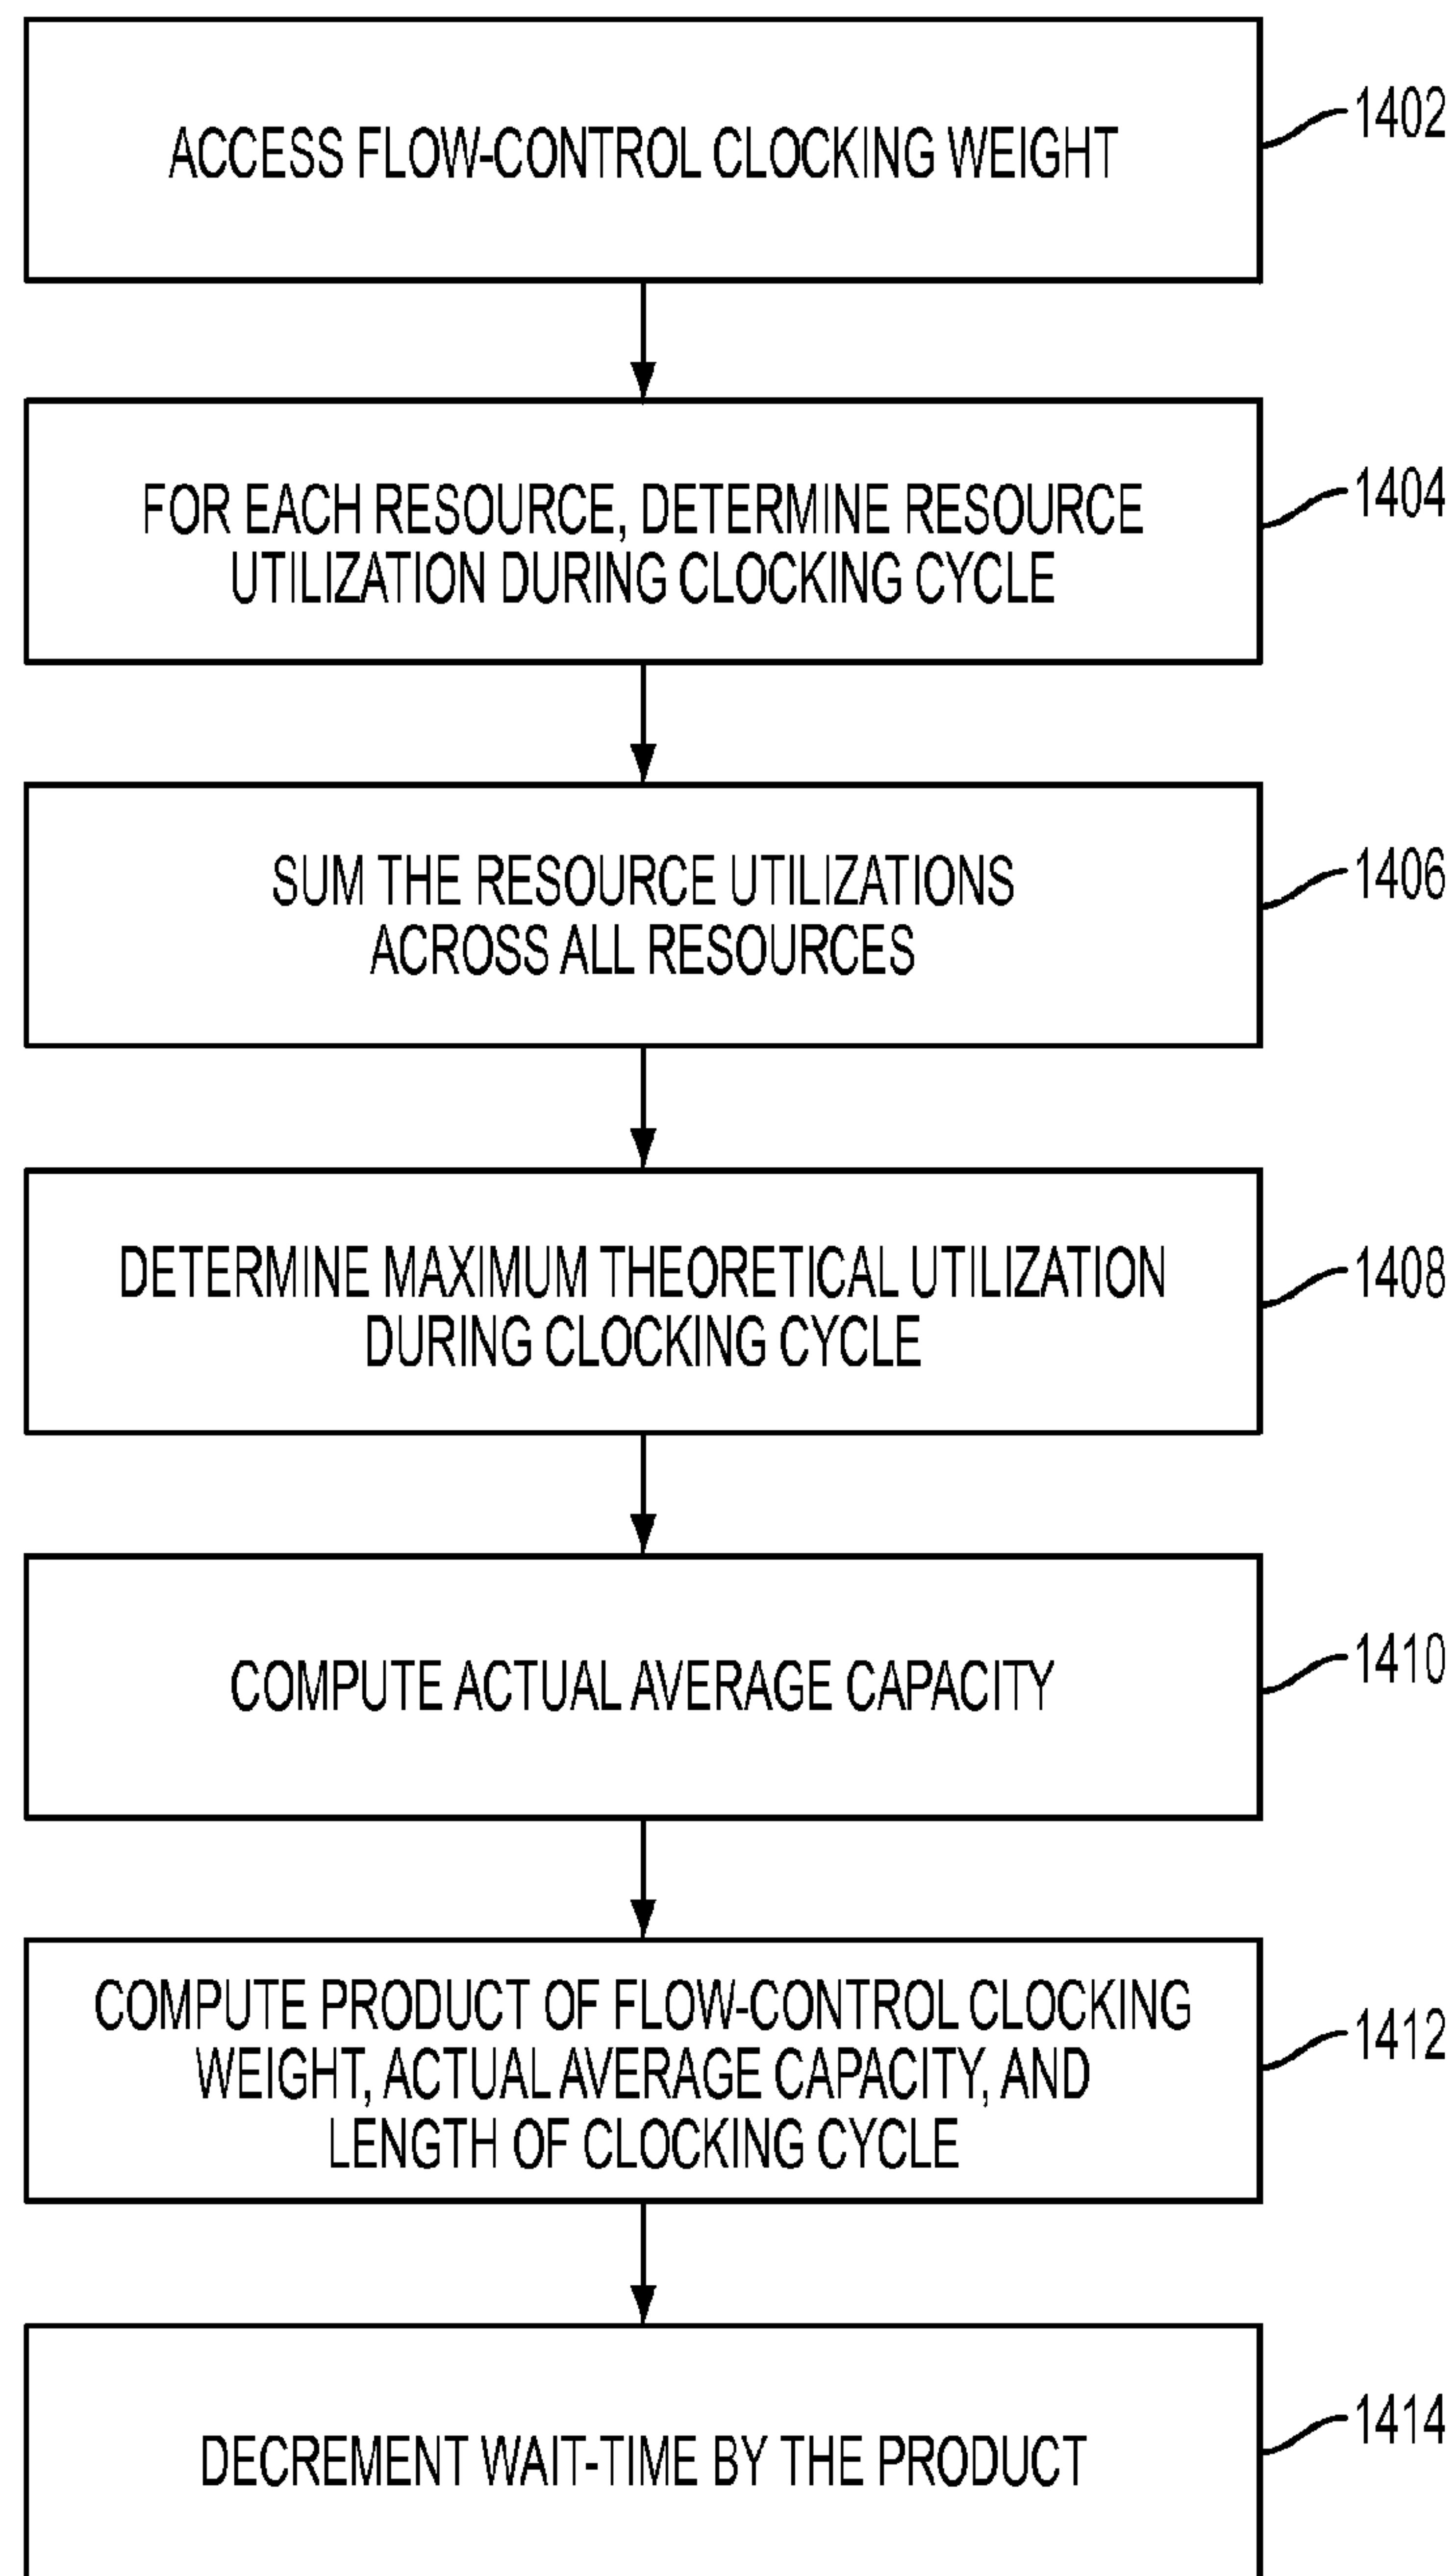 ACCESS FLOW-CONTROL CLOCKING WEIGHT
1402
FOR EACH RESOURCE, DETERMINE RESOURCE
UTILIZATION DURING CLOCKING CYCLE
1404
SUM THE RESOURCE UTILIZATIONS
ACROSS ALL RESOURCES
1406
DETERMINE MAXIMUM THEORETICAL UTILIZATION
DURING CLOCKING CYCLE
1408
COMPUTE ACTUAL AVERAGE CAPACITY
1410
COMPUTE PRODUCT OF FLOW-CONTROL CLOCKING
WEIGHT, ACTUAL AVERAGE CAPACITY, AND
LENGTH OF CLOCKING CYCLE
1412
DECREMENT WAIT-TIME BY THE PRODUCT
1414